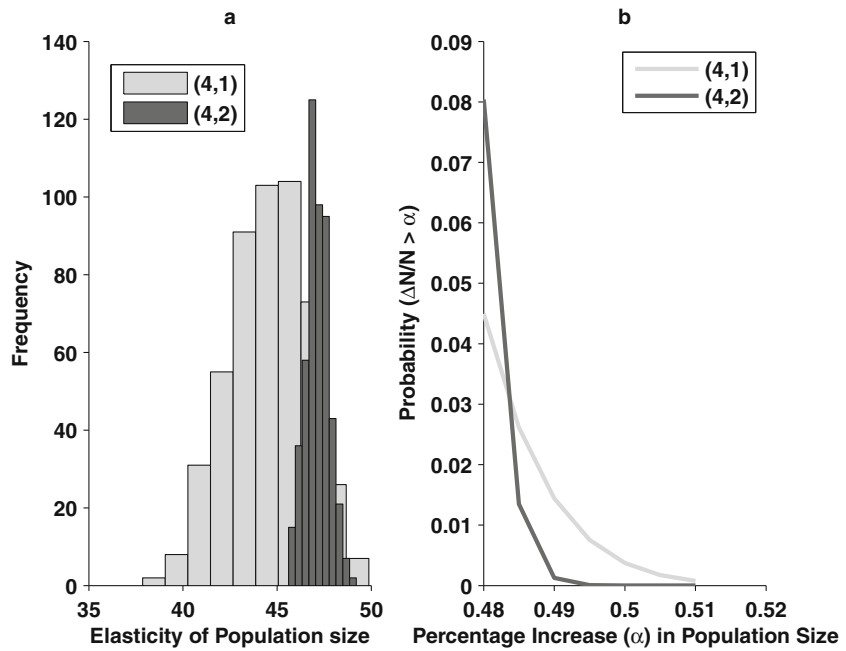 a
140
120
100
80
60
40
20
0
Frequency
(4,1)
(4,2)
35 40 45 50
Elasticity of Population size
b
0.09
0.08
0.07
0.06
0.05
0.04
0.03
0.02
0.01
0
Probability (ΔN/N > α)
(4,1)
(4,2)
0.48 0.49 0.5 0.51 0.52
Percentage Increase (α) in Population Size